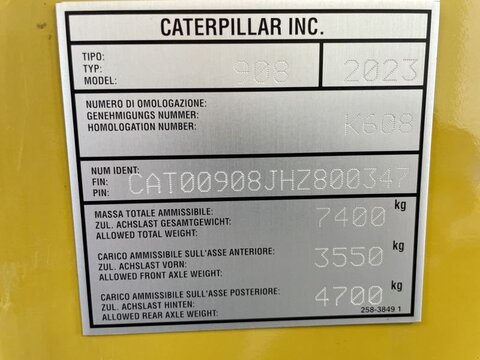 CATERPILLAR INC.
TIPO:
TYP:
MODEL: 908 2023
NUMERO DI OMOLOGAZIONE:
GENEHMIGUNGS NUMMER:
HOMOLOGATION NUMBER: K608
NUM IDENT:
FIN:
PIN: CAT00908JHZ800347
MASSA TOTALE AMMISSIBILE:
ZUL. ACHSLAST GESAMTGEWICHT: 7400 kg
ALLOWED TOTAL WEIGHT:
CARICO AMMISSIBILE SULL'ASSE ANTERIORE:
ZUL. ACHSLAST VORN: 3550 kg
ALLOWED FRONT AXLE WEIGHT:
CARICO AMMISSIBILE SULL'ASSE POSTERIORE:
ZUL. ACHSLAST HINTEN: 4700 kg
ALLOWED REAR AXLE WEIGHT:
258-3849 1